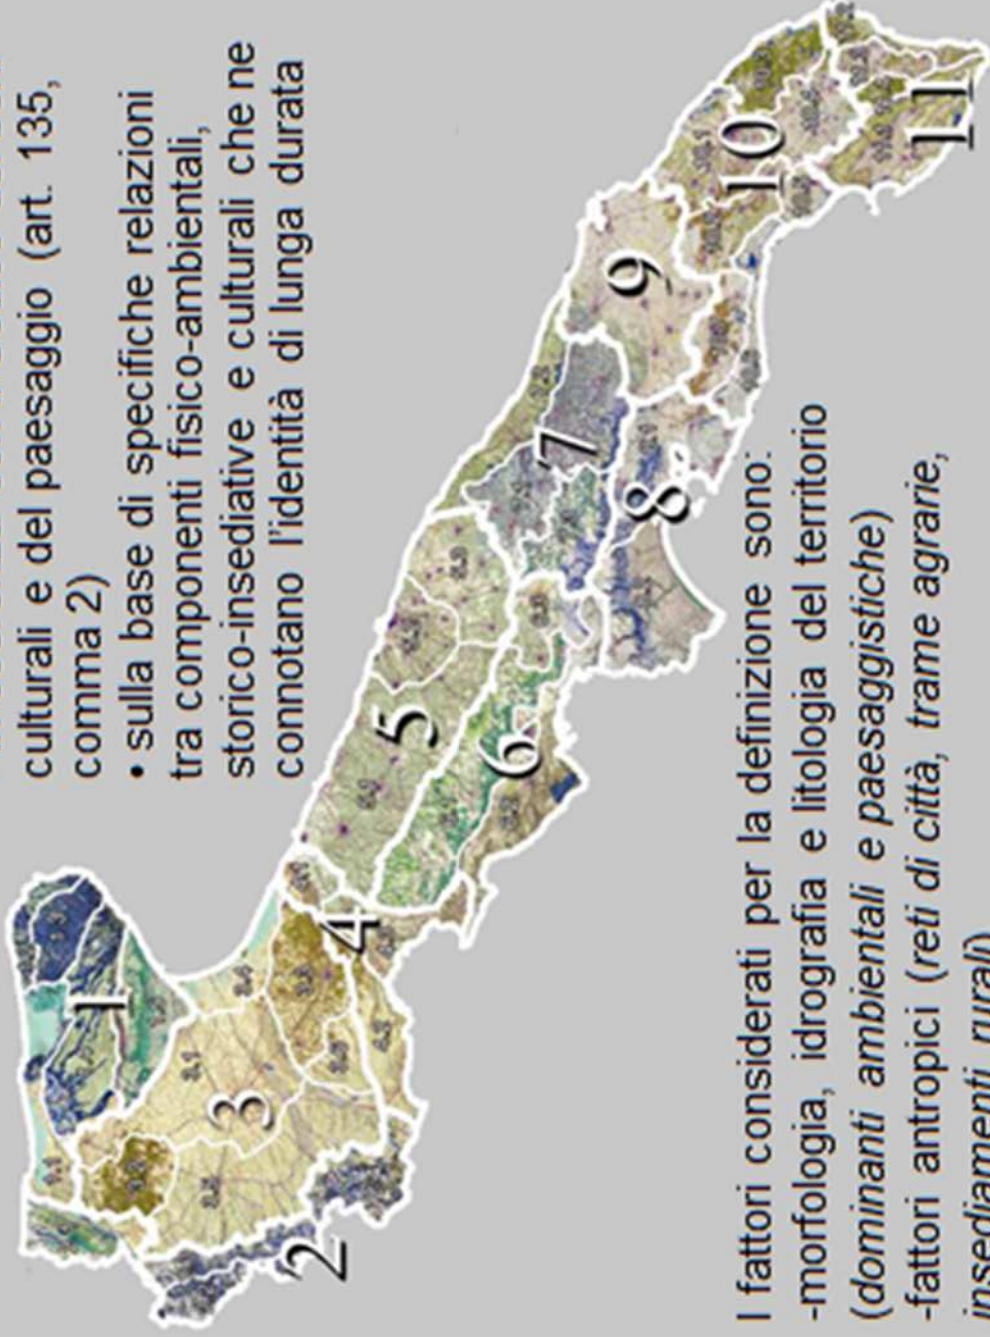 culturali e del paesaggio (art. 135,
comma 2)
• sulla base di specifiche relazioni
tra componenti fisico-ambientali,
storico-insediative e culturali che ne
connotano l'identità di lunga durata
1
2
3
4
5
6
7
8
9
10
11
I fattori considerati per la definizione sono:
-morfologia, idrografia e litologia del territorio
(dominanti ambientali e paesaggistiche)
-fattori antropici (reti di città, trame agrarie,
insediamenti rurali)